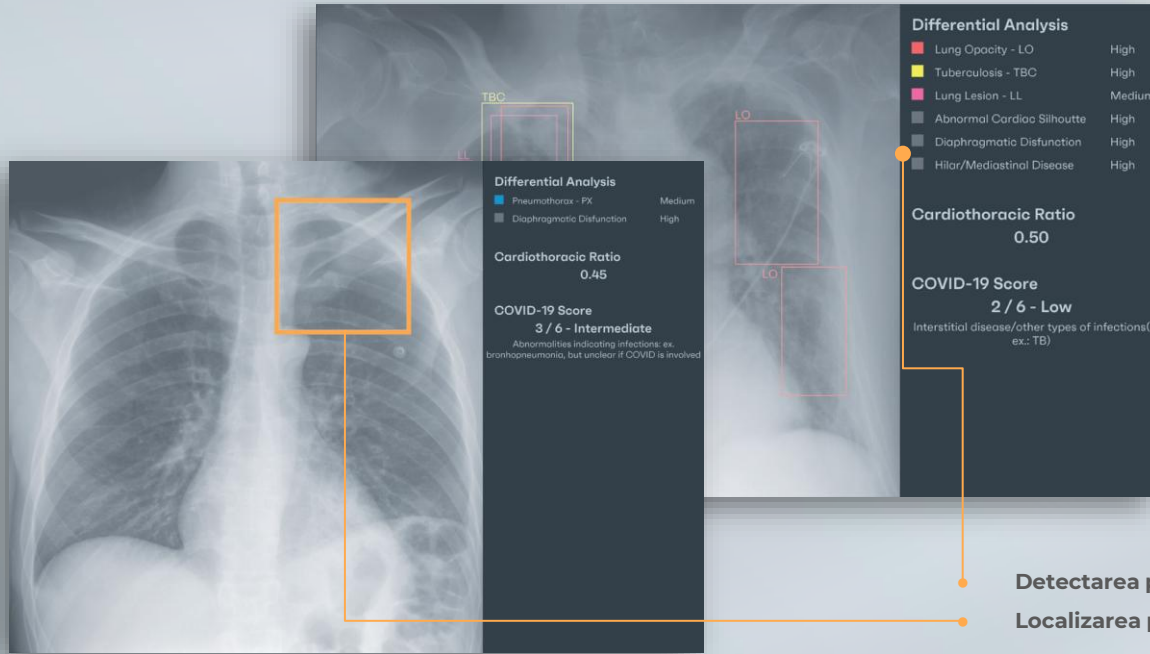 Differential Analysis
Lung Opacity - LO High
Tuberculosis - TBC High
Lung Lesion - LL Medium
Abnormal Cardiac Silhoutte High
Diaphragmatic Disfunction High
Hilar/Mediastinal Disease High
Cardiothoracic Ratio
0.50
COVID-19 Score
2 / 6 - Low
Interstitial disease/other types of infections(
ex.: TB)
TBC
LL
LO
LO
Differential Analysis
Pneumothorax - PX Medium
Diaphragmatic Disfunction High
Cardiothoracic Ratio
0.45
COVID-19 Score
3 / 6 - Intermediate
Abnormalities indicating infections: ex.
bronhopneumonia, but unclear if COVID is involved
Detectarea p
Localizarea p